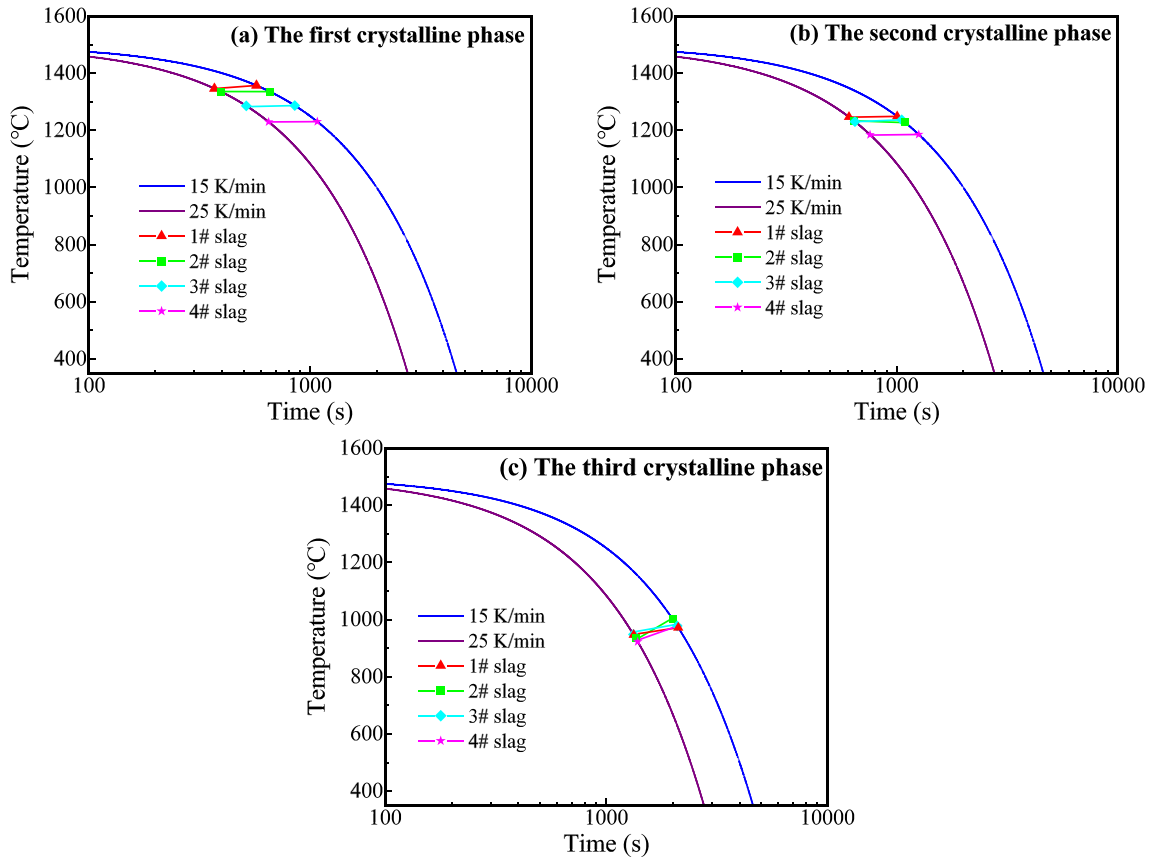 (a) The first crystalline phase
1600
1400
1200
1000
800
600
400
Temperature (℃)
15 K/min
25 K/min
1# slag
2# slag
3# slag
4# slag
100
1000
10000
Time (s)
(b) The second crystalline phase
1600
1400
1200
1000
800
600
400
Temperature (℃)
15 K/min
25 K/min
1# slag
2# slag
3# slag
4# slag
100
1000
10000
Time (s)
(c) The third crystalline phase
1600
1400
1200
1000
800
600
400
Temperature (℃)
15 K/min
25 K/min
1# slag
2# slag
3# slag
4# slag
100
1000
10000
Time (s)